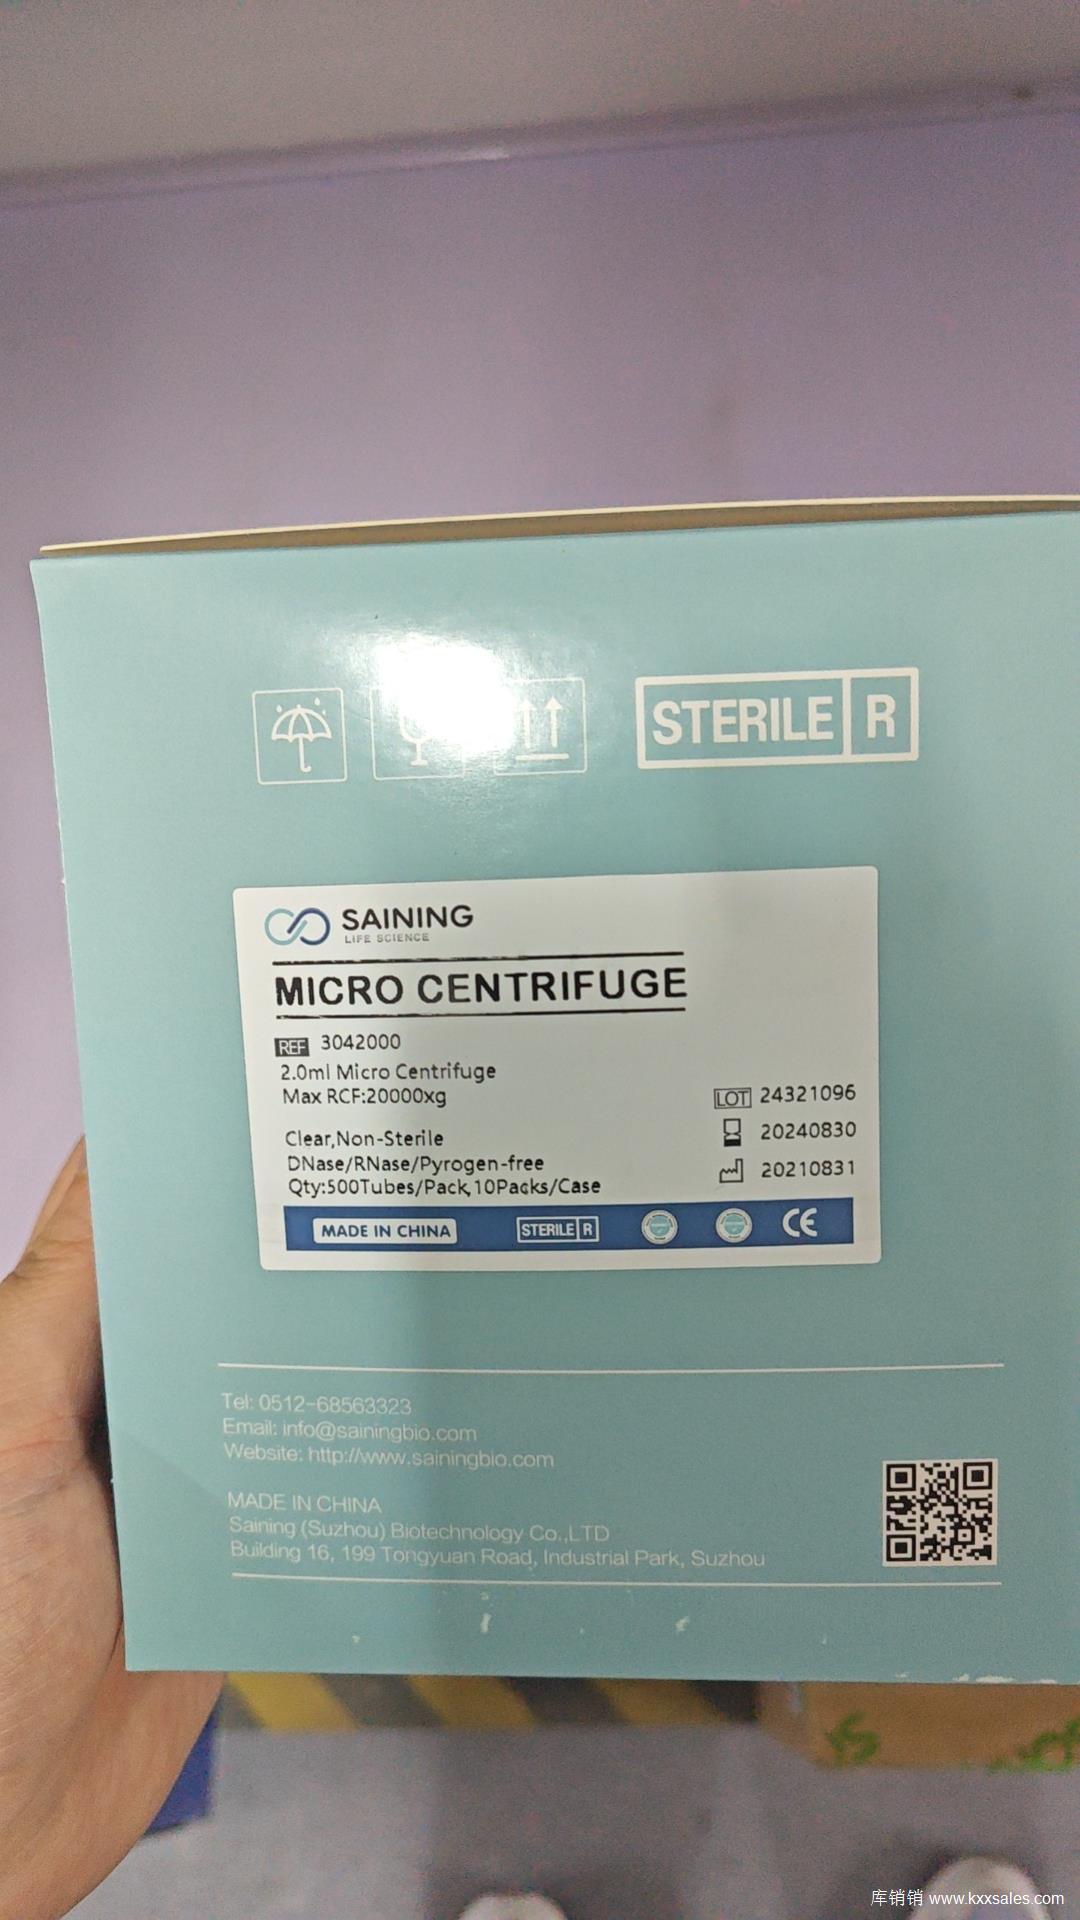 STERILE R
SAINING
LIFE SCIENCE
MICRO CENTRIFUGE
REF 3042000
2.0ml Micro Centrifuge
Max RCF:20000xg
LOT 24321096
Clear,Non-Sterile
20240830
DNase/RNase/Pyrogen-free
20210831
Qty:500Tubes/Pack,10Packs/Case
MADE IN CHINA STERILE R CE
Tel: 0512-68563323
Email: info@sainingbio.com
Website: http://www.sainingbio.com
MADE IN CHINA
Saining (Suzhou) Biotechnology Co.,LTD
Building 16, 199 Tongyuan Road, Industrial Park, Suzhou
库销销 www.kxxsales.com